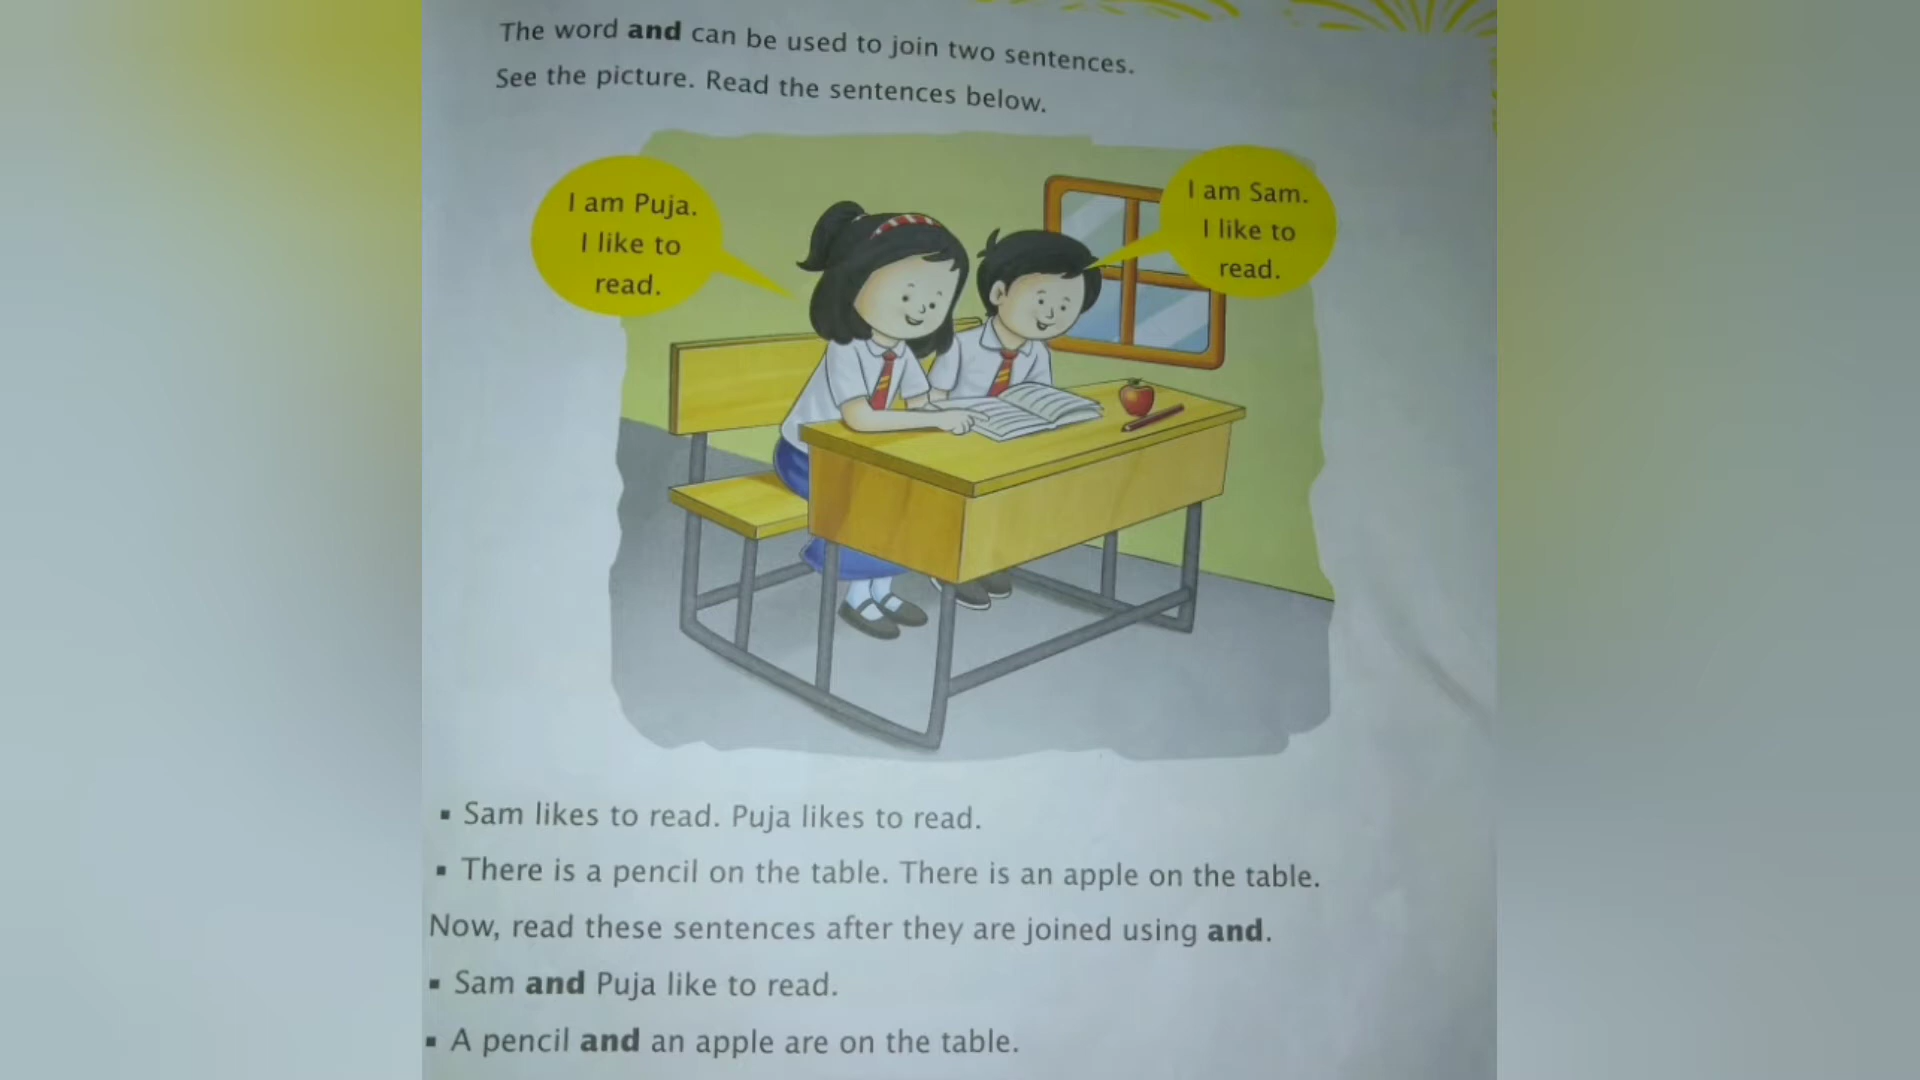 The word and can be used to join two sentences.
See the picture. Read the sentences below.
I am Puja.
I like to
read.
I am Sam.
I like to
read.
▪ Sam likes to read. Puja likes to read.
▪ There is a pencil on the table. There is an apple on the table.
Now, read these sentences after they are joined using and.
▪ Sam and Puja like to read.
▪ A pencil and an apple are on the table.